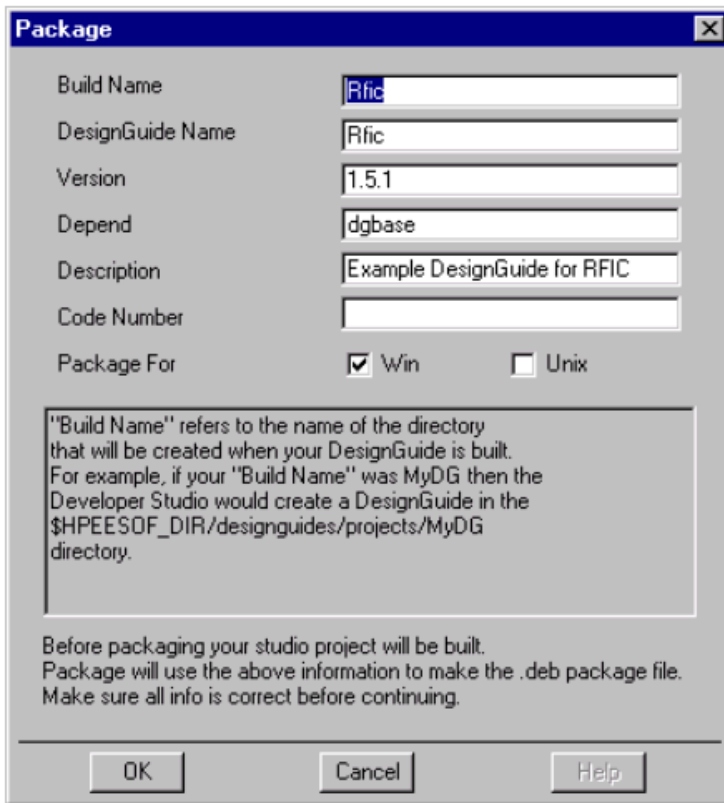 Package
Build Name Rfic
DesignGuide Name Rfic
Version 1.5.1
Depend dgbase
Description Example DesignGuide for RFIC
Code Number
Package For Win Unix
"Build Name" refers to the name of the directory
that will be created when your DesignGuide is built.
For example, if your "Build Name" was MyDG then the
Developer Studio would create a DesignGuide in the
$HPEESOF_DIR/designguides/projects/MyDG
directory.
Before packaging your studio project will be built.
Package will use the above information to make the .deb package file.
Make sure all info is correct before continuing.
OK Cancel Help